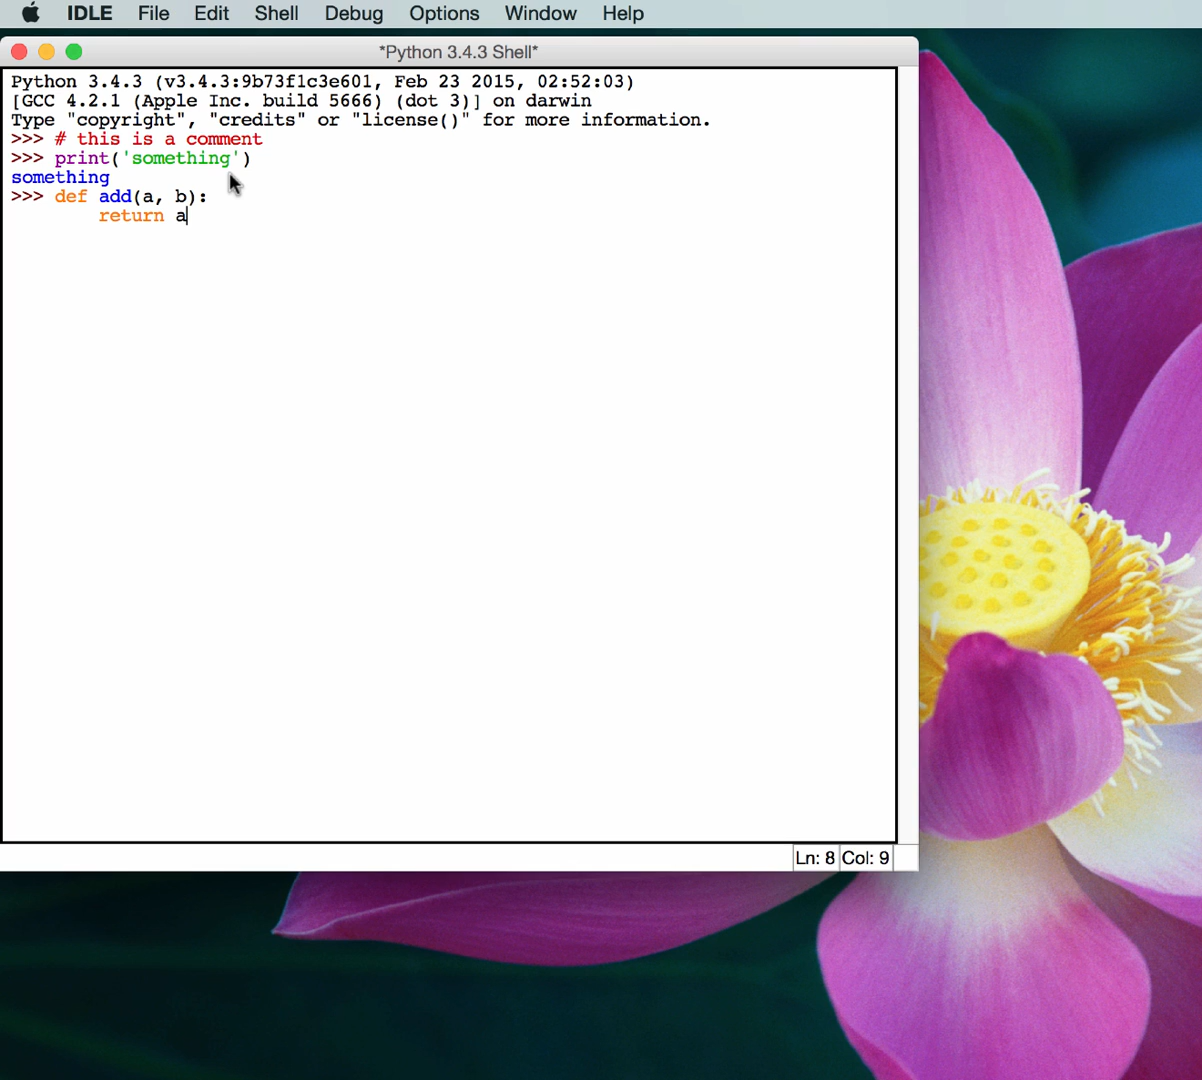 IDLE File Edit Shell Debug Options Window Help
*Python 3.4.3 Shell*
Python 3.4.3 (v3.4.3:9b73f1c3e601, Feb 23 2015, 02:52:03)
[GCC 4.2.1 (Apple Inc. build 5666) (dot 3)] on darwin
Type "copyright", "credits" or "license()" for more information.
>>> # this is a comment
>>> print('something')
something
>>> def add(a, b):
        return a
Ln: 8 Col: 9